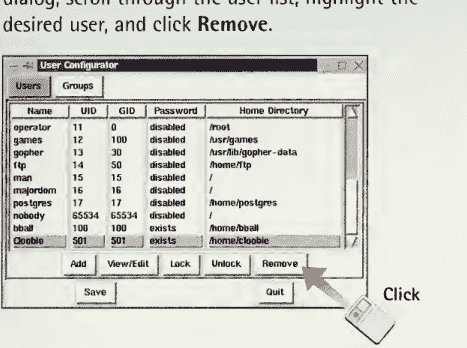 dialog, scroll through the user list, highlight the
desired user, and click Remove.
User Configurator
Users Groups
Name UID GID Password Home Directory
operator 11 0 disabled /root
games 12 100 disabled /usr/games
gopher 13 30 disabled /usr/lib/gopher-data
ftp 14 50 disabled /home/ftp
man 15 15 disabled /
majordom 16 16 disabled /
postgres 17 17 disabled /home/postgres
nobody 65534 65534 disabled /
bball 100 100 exists /home/bball
Cloobie 501 501 exists /home/cloobie
Add View/Edit Lock Unlock Remove
Save Quit
Click